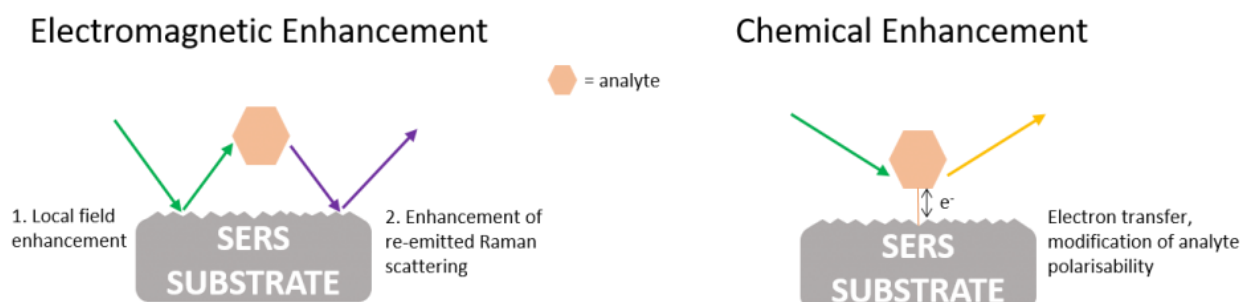 Electromagnetic Enhancement
Chemical Enhancement
= analyte
1. Local field
enhancement
SERS
SUBSTRATE
2. Enhancement of
re-emitted Raman
scattering
e-
SERS
SUBSTRATE
Electron transfer,
modification of analyte
polarisability